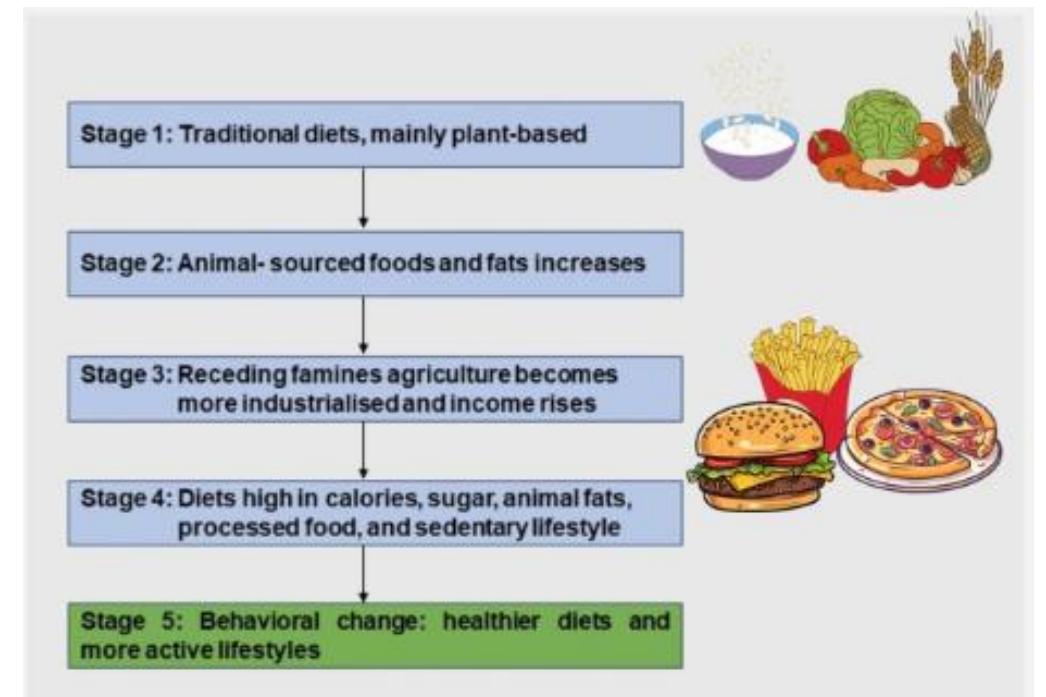 Stage 1: Traditional diets, mainly plant-based
Stage 2: Animal- sourced foods and fats increases
Stage 3: Receding famines agriculture becomes
more industrialised and income rises
Stage 4: Diets high in calories, sugar, animal fats,
processed food, and sedentary lifestyle
Stage 5: Behavioral change: healthier diets and
more active lifestyles